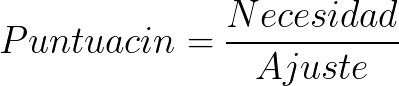 Puntuacin = Necesidad / Ajuste